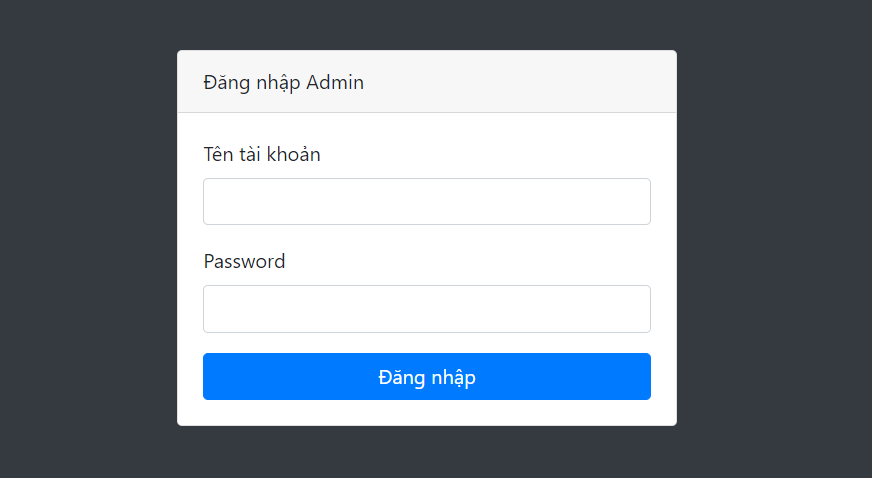 Đăng nhập Admin
Tên tài khoản
Password
Đăng nhập